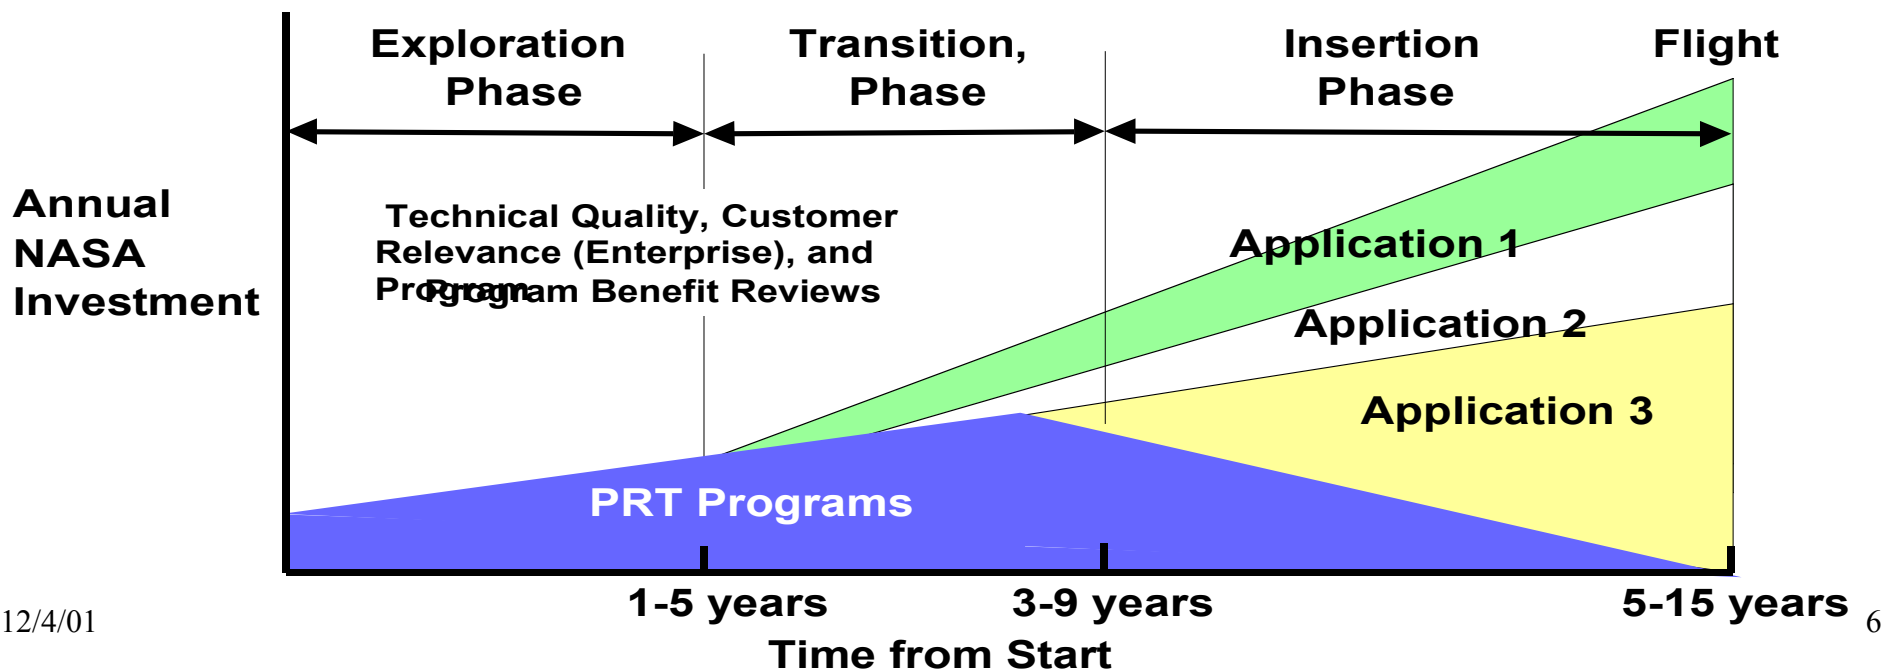 Exploration
Phase
Transition,
Phase
Insertion
Phase
Flight
Annual
NASA
Investment
Technical Quality, Customer
Relevance (Enterprise), and
Program
Program Benefit Reviews
Application 1
Application 2
Application 3
PRT Programs
1-5 years
3-9 years
5-15 years
Time from Start
12/4/01
6